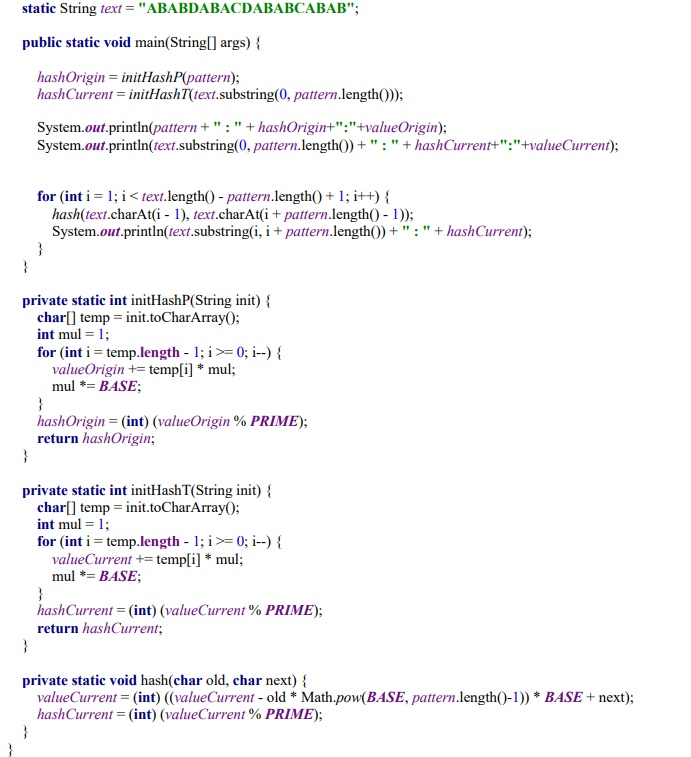 static String text = "ABABDABACDABABCABAB";
public static void main(String[] args) {
hashOrigin = initHashP(pattern);
hashCurrent = initHashT(text.substring(0, pattern.length()));
System.out.println(pattern + " : " + hashOrigin+":"+valueOrigin);
System.out.println(text.substring(0, pattern.length()) + " : " + hashCurrent+":"+valueCurrent);
for (int i = 1; i < text.length() - pattern.length() + 1; i++) {
hash(text.charAt(i - 1), text.charAt(i + pattern.length() - 1));
System.out.println(text.substring(i, i + pattern.length()) + " : " + hashCurrent);
}
}
private static int initHashP(String init) {
char[] temp = init.toCharArray();
int mul = 1;
for (int i = temp.length - 1; i >= 0; i--) {
valueOrigin += temp[i] * mul;
mul *= BASE;
}
hashOrigin = (int) (valueOrigin % PRIME);
return hashOrigin;
}
private static int initHashT(String init) {
char[] temp = init.toCharArray();
int mul = 1;
for (int i = temp.length - 1; i >= 0; i--) {
valueCurrent += temp[i] * mul;
mul *= BASE;
}
hashCurrent = (int) (valueCurrent % PRIME);
return hashCurrent;
}
private static void hash(char old, char next) {
valueCurrent = (int) ((valueCurrent - old * Math.pow(BASE, pattern.length()-1)) * BASE + next);
hashCurrent = (int) (valueCurrent % PRIME);
}
}